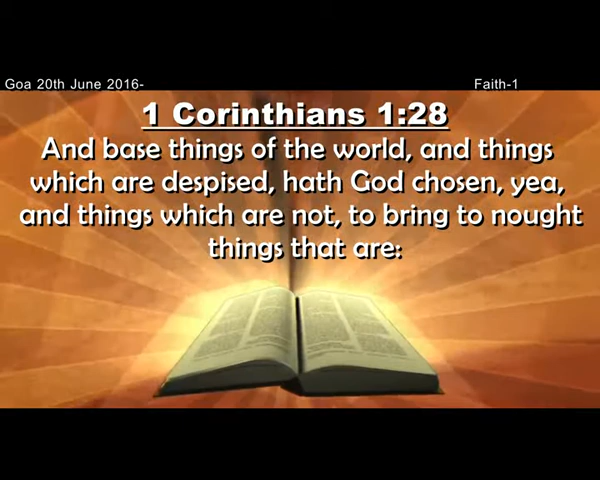 Goa 20th June 2016-
Faith-1
1 Corinthians 1:28
And base things of the world, and things
which are despised, hath God chosen, yea,
and things which are not, to bring to nought
things that are: